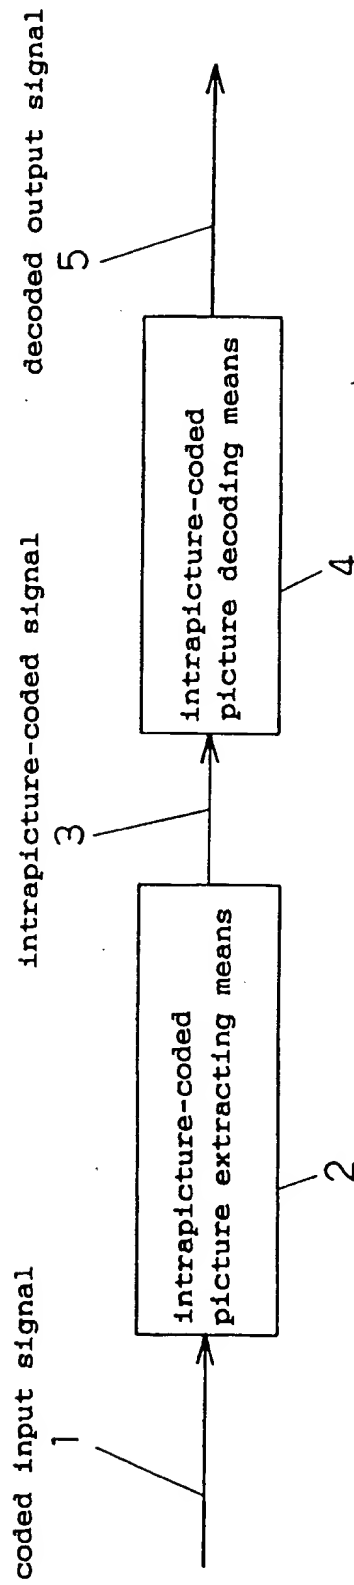 coded input signal
1
intrapicture-coded
picture extracting means
2
intrapicture-coded signal
3
intrapicture-coded
picture decoding means
4
decoded output signal
5